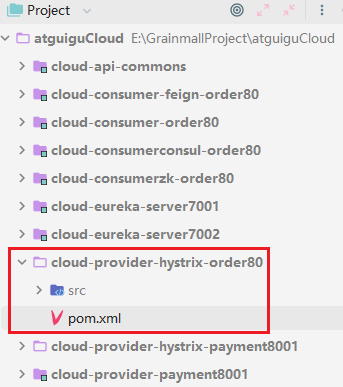 Project
atguiguCloud E:\GrainmallProject\atguiguCloud
cloud-api-commons
cloud-consumer-feign-order80
cloud-consumer-order80
cloud-consumerconsul-order80
cloud-consumerzk-order80
cloud-eureka-server7001
cloud-eureka-server7002
cloud-provider-hystrix-order80
src
pom.xml
cloud-provider-hystrix-payment8001
cloud-provider-payment8001